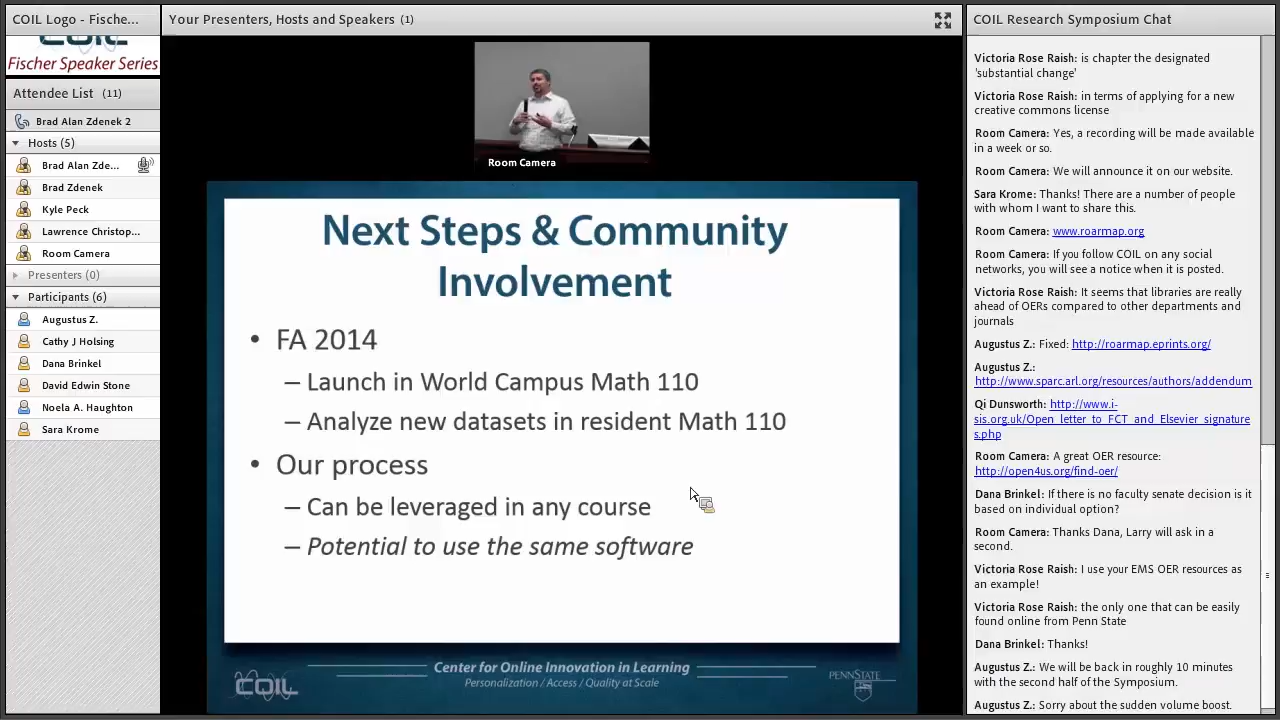 COIL Logo - Fische...
COIL
Fischer Speaker Series
Attendee List (11)
Brad Alan Zdenek 2
Hosts (5)
Brad Alan Zde...
Brad Zdenek
Kyle Peck
Lawrence Christop...
Room Camera
Presenters (0)
Participants (6)
Augustus Z.
Cathy J Holsing
Dana Brinkel
David Edwin Stone
Noela A. Haughton
Sara Krome
Your Presenters, Hosts and Speakers (1)
Room Camera
Next Steps & Community
Involvement
• FA 2014
– Launch in World Campus Math 110
– Analyze new datasets in resident Math 110
• Our process
– Can be leveraged in any course
– Potential to use the same software
COIL
Center for Online Innovation in Learning
Personalization / Access / Quality at Scale
PENNSTATE
COIL Research Symposium Chat
Victoria Rose Raish: is chapter the designated
'substantial change'
Victoria Rose Raish: in terms of applying for a new
creative commons license
Room Camera: Yes, a recording will be made available
in a week or so.
Room Camera: We will announce it on our website.
Sara Krome: Thanks! There are a number of people
with whom I want to share this.
Room Camera: www.roarmap.org
Room Camera: If you follow COIL on any social
networks, you will see a notice when it is posted.
Victoria Rose Raish: It seems that libraries are really
ahead of OERs compared to other departments and
journals
Augustus Z.: Fixed: http://roarmap.eprints.org/
Augustus Z.:
http://www.sparc.arl.org/resources/authors/addendum
Qi Dunsworth: http://www.i-
sis.org.uk/Open_letter_to_FCT_and_Elsevier_signature
s.php
Room Camera: A great OER resource:
http://open4us.org/find-oer/
Dana Brinkel: If there is no faculty senate decision is it
based on individual option?
Room Camera: Thanks Dana, Larry will ask in a
second.
Victoria Rose Raish: I use your EMS OER resources as
an example!
Victoria Rose Raish: the only one that can be easily
found online from Penn State
Dana Brinkel: Thanks!
Augustus Z.: We will be back in roughly 10 minutes
with the second half of the Symposium.
Augustus Z.: Sorry about the sudden volume boost.